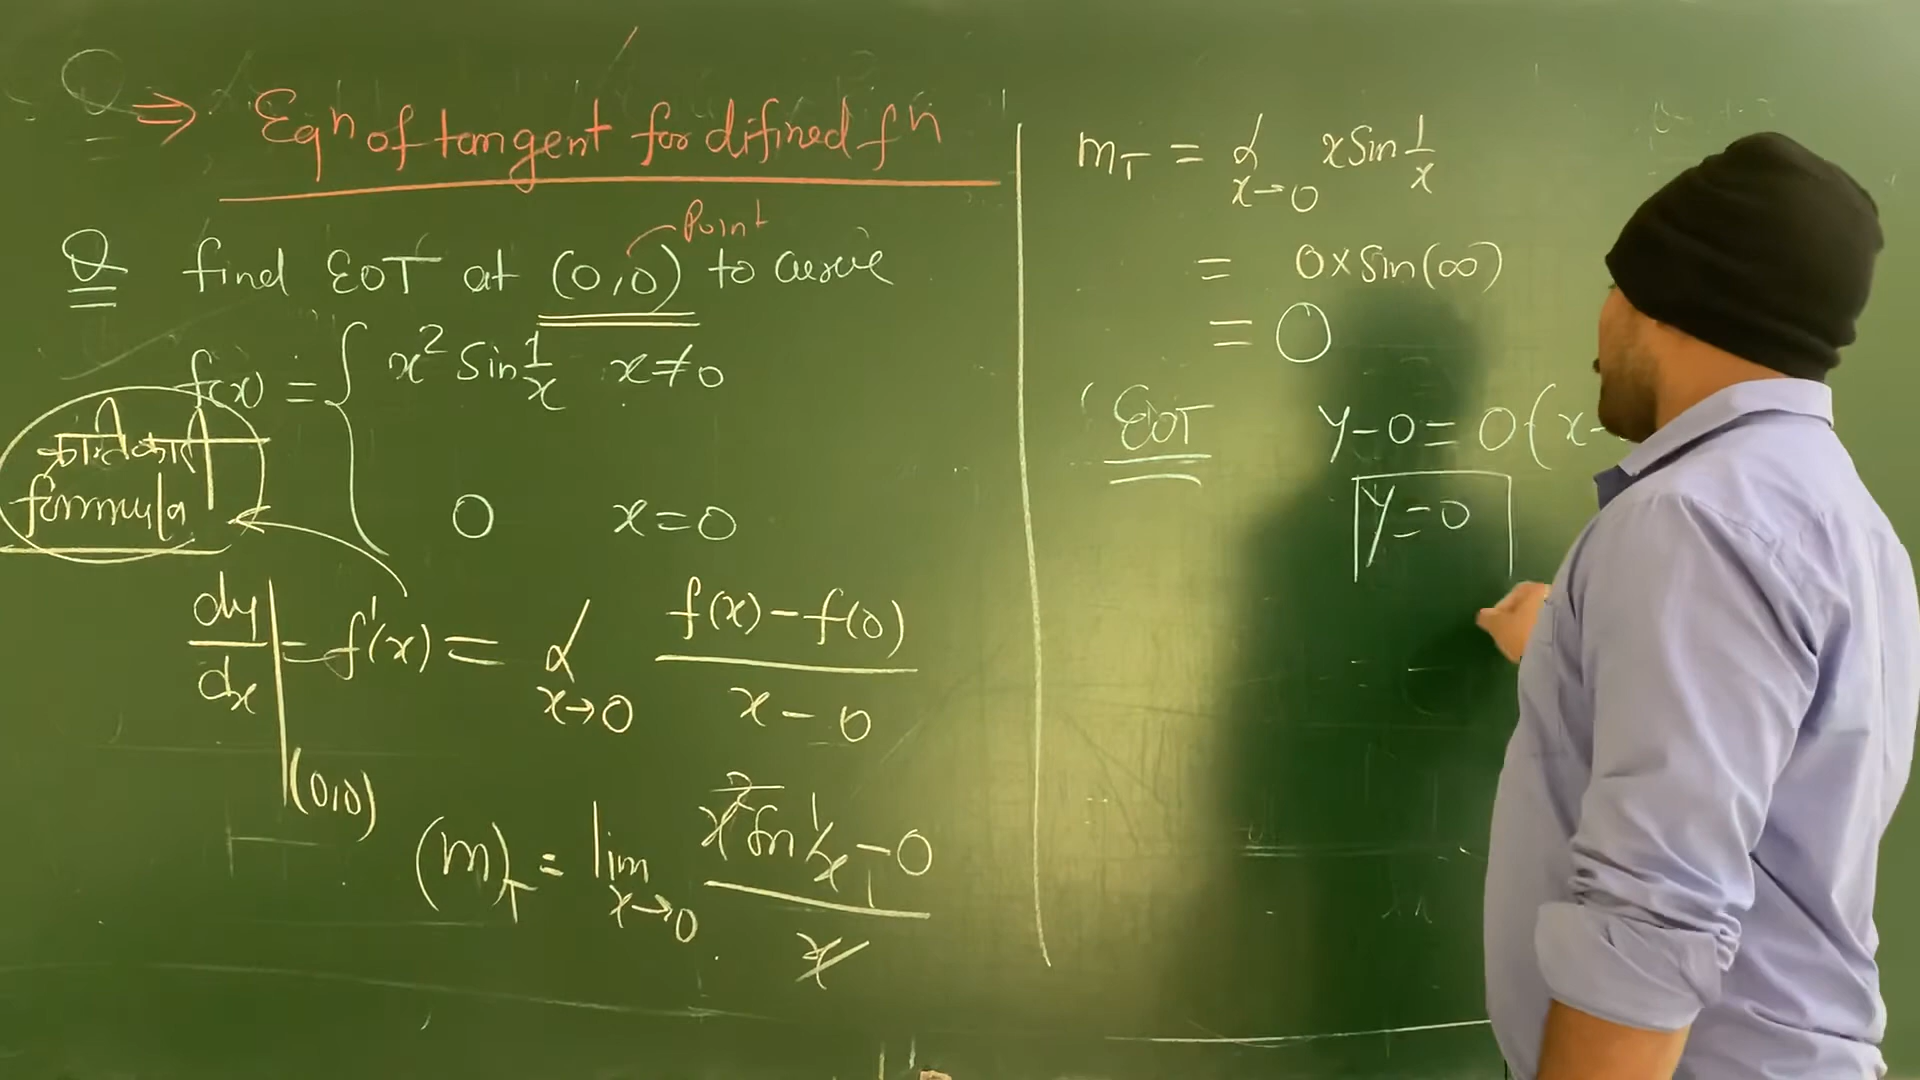 ⇒ Eqⁿ of tangent for difined fⁿ
Point
Q find EOT at (0,0) to curve
f(x) = { x² Sin 1/x x≠0
0 x=0
क्रान्तिकारी
formula
dy/dx |(0,0) = f'(x) = lim x→0 (f(x) - f(0))/(x - 0)
(m)T = lim x→0 (x² Sin 1/x - 0)/x
mT = lim x→0 x Sin 1/x
= 0 x Sin(∞)
= 0
EOT y-0 = 0(x-
y=0